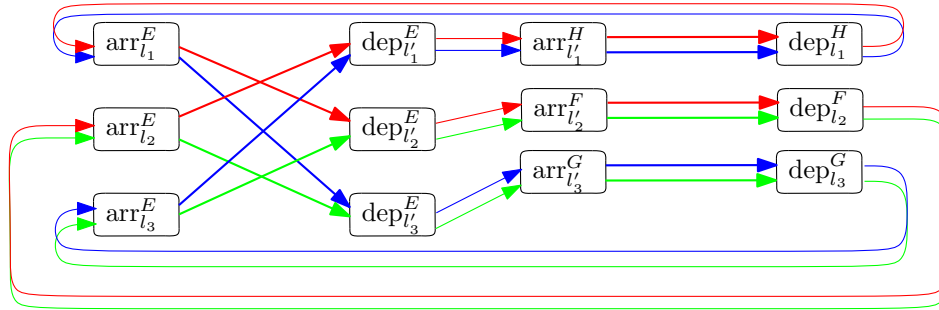 arr^E_{l_1} dep^E_{l'_1} arr^H_{l'_1} dep^H_{l_1}
arr^E_{l_2} dep^E_{l'_2} arr^F_{l'_2} dep^F_{l_2}
arr^E_{l_3} dep^E_{l'_3} arr^G_{l'_3} dep^G_{l_3}